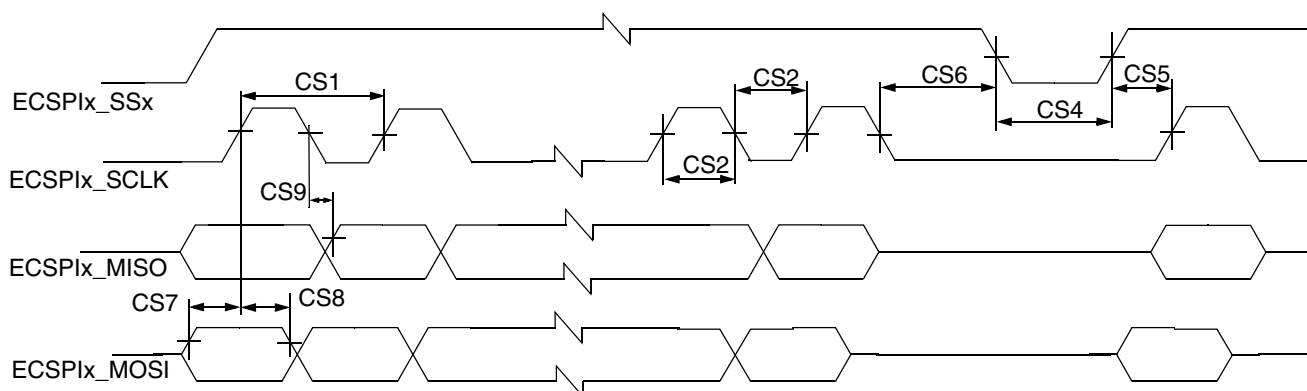 CS1
CS2
CS6
CS5
ECSPIx_SSx
CS4
ECSPIx_SCLK
CS2
CS9
ECSPIx_MISO
CS7
CS8
ECSPIx_MOSI